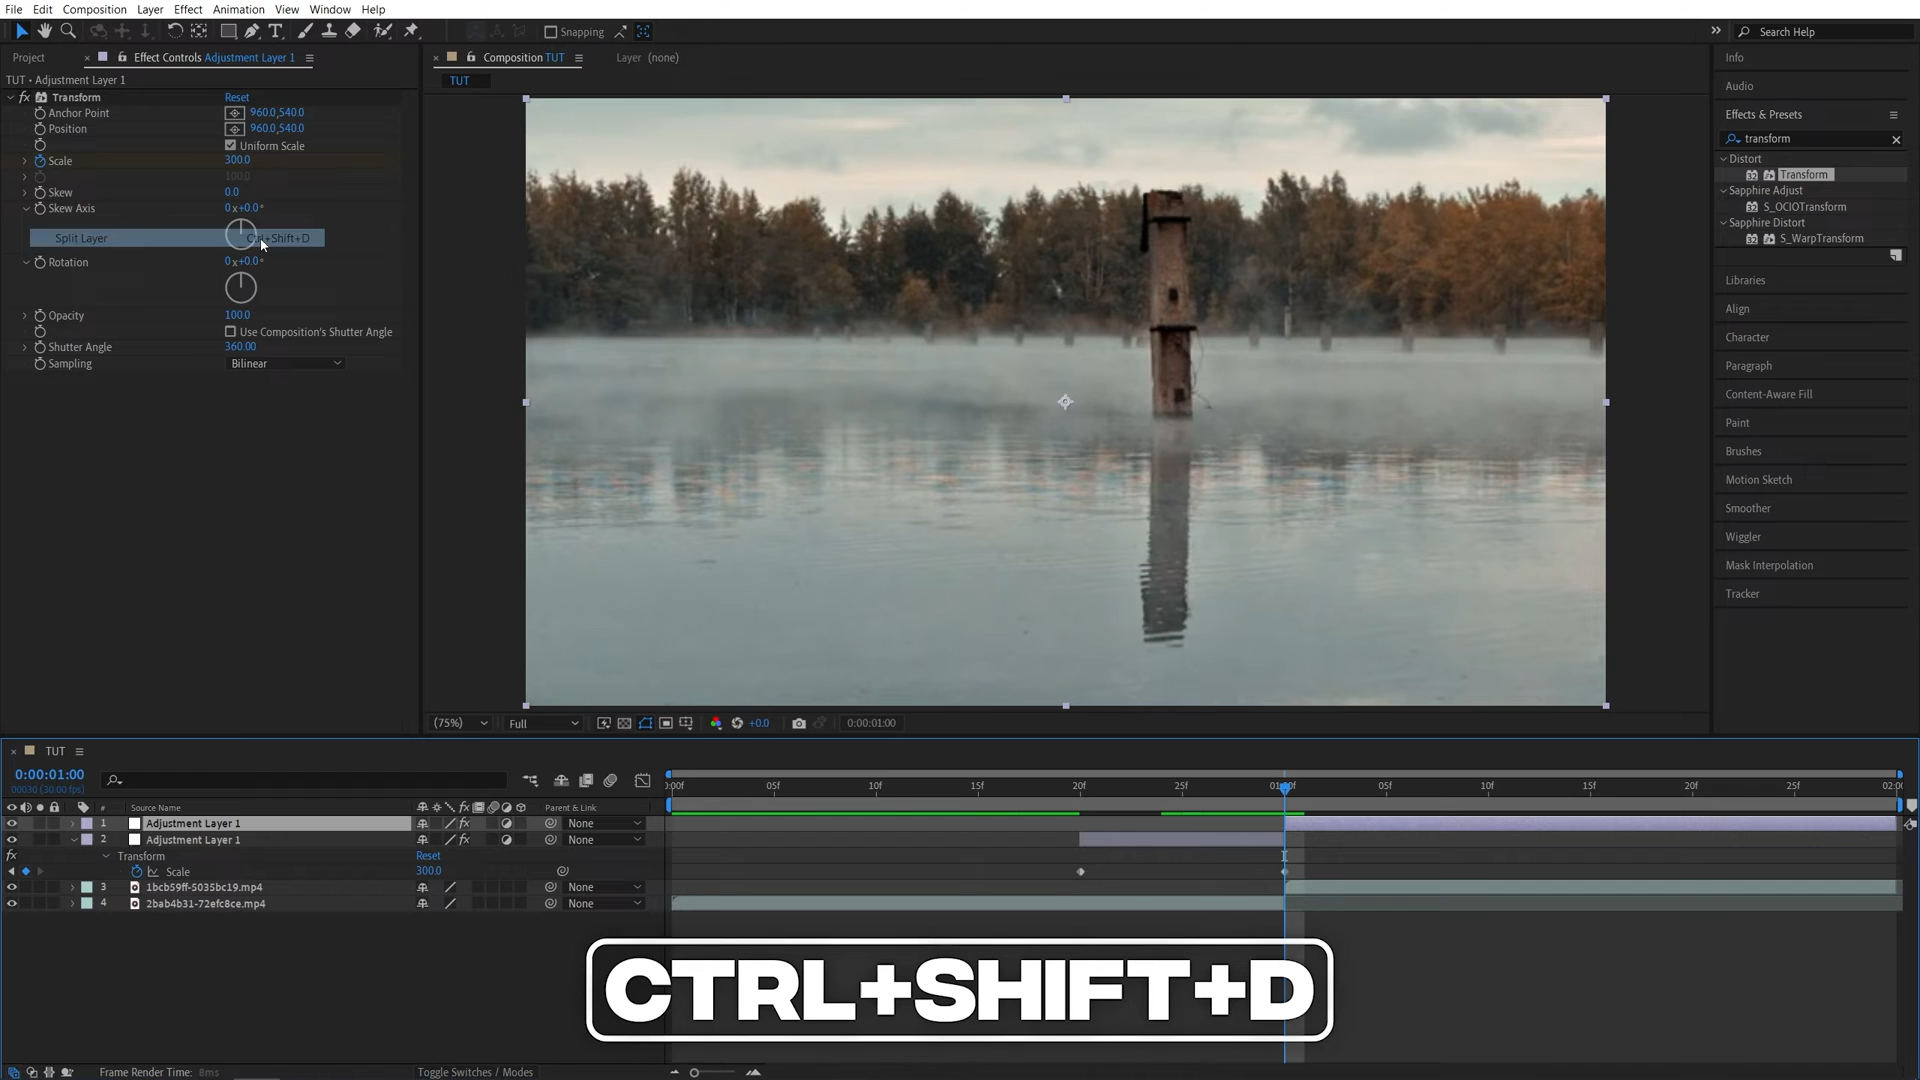 File Edit Composition Layer Effect Animation View Window Help
Snapping
Search Help
Project
Effect Controls Adjustment Layer 1
Composition TUT
Layer (none)
Info
TUT • Adjustment Layer 1
TUT
Audio
fx Transform Reset
Anchor Point 960.0,540.0
Position 960.0,540.0
Uniform Scale
Scale 300.0
100.0
Skew 0.0
Skew Axis 0x+0.0°
Split Layer Ctrl+Shift+D
Rotation 0x+0.0°
Opacity 100.0
Use Composition's Shutter Angle
Shutter Angle 360.00
Sampling Bilinear
Effects & Presets
transform
Distort
32 Transform
Sapphire Adjust
32 S_OCIOTransform
Sapphire Distort
32 S_WarpTransform
Libraries
Align
Character
Paragraph
Content-Aware Fill
Paint
Brushes
Motion Sketch
Smoother
Wiggler
Mask Interpolation
Tracker
(75%) Full +0.0 0:00:01:00
TUT
0:00:01:00
00030 (30.00 fps)
0:00f 05f 10f 15f 20f 25f 01:00f 05f 10f 15f 20f 25f 02:00
# Source Name fx Parent & Link
1 Adjustment Layer 1 fx None
2 Adjustment Layer 1 fx None
fx Transform Reset
Scale 300.0
3 1bcb59ff-5035bc19.mp4 None
4 2bab4b31-72efc8ce.mp4 None
CTRL+SHIFT+D
Frame Render Time: 8ms
Toggle Switches / Modes